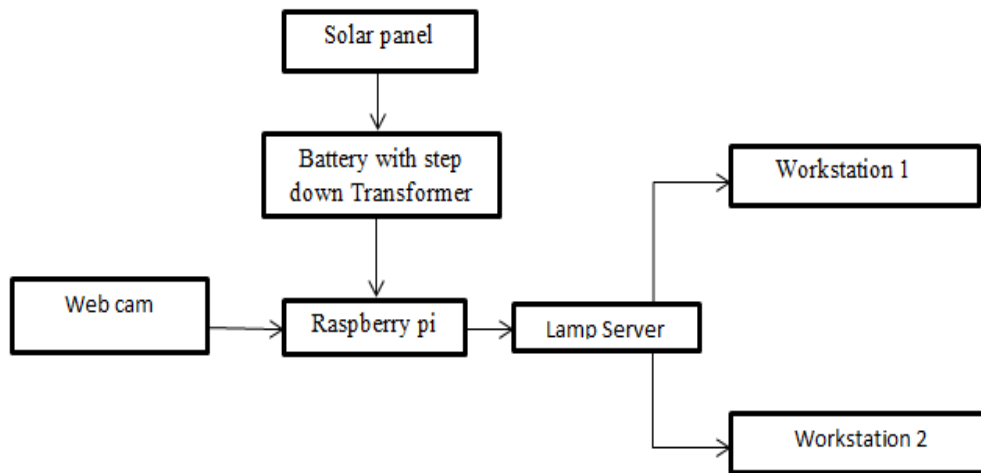 Solar panel
Battery with step
down Transformer
Workstation 1
Web cam
Raspberry pi
Lamp Server
Workstation 2